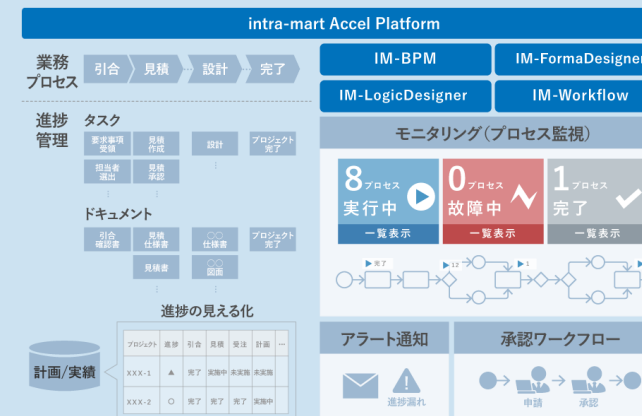 intra-mart Accel Platform
業務
プロセス
引合
見積
設計
完了
IM-BPM
IM-FormaDesigner
IM-LogicDesigner
IM-Workflow
進捗
管理
タスク
要求事項
受領
見積
作成
設計
プロジェクト
完了
担当者
選出
見積
承認
ドキュメント
引合
確認書
見積
仕様書
○○
仕様書
プロジェクト
完了
見積書
○○
図面
モニタリング(プロセス監視)
8プロセス
実行中
一覧表示
0プロセス
故障中
一覧表示
1プロセス
完了
一覧表示
完了
12
1
進捗の見える化
計画/実績
プロジェクト 進捗 引合 見積 受注 計画 …
XXX-1 ▲ 完了 実施中 未実施 未実施
XXX-2 ○ 完了 完了 完了 実施中
アラート通知
進捗漏れ
承認ワークフロー
申請
承認